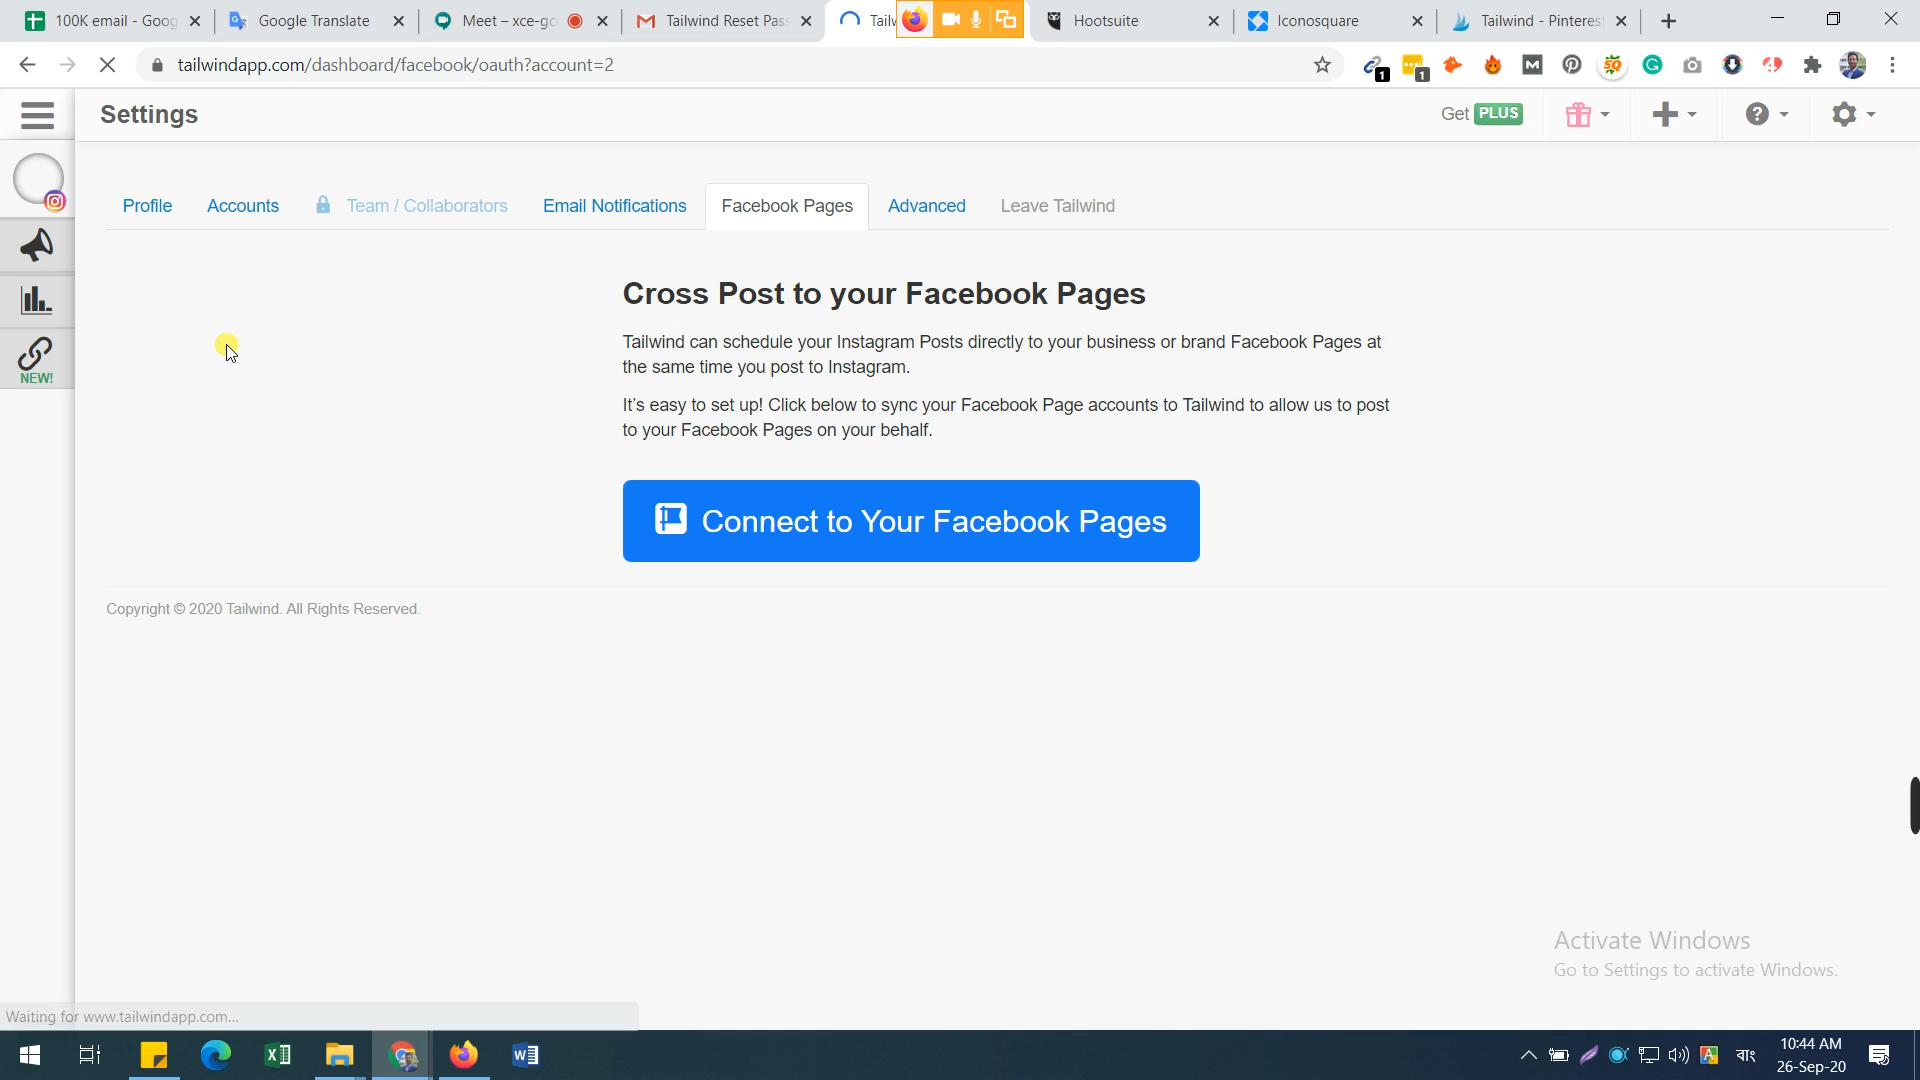 100K email - Goog
Google Translate
Meet – xce-gc
Tailwind Reset Pas
Tailw
Hootsuite
Iconosquare
Tailwind - Pinterest
tailwindapp.com/dashboard/facebook/oauth?account=2
1
1
Settings
Get PLUS
Profile
Accounts
Team / Collaborators
Email Notifications
Facebook Pages
Advanced
Leave Tailwind
NEW!
Cross Post to your Facebook Pages
Tailwind can schedule your Instagram Posts directly to your business or brand Facebook Pages at
the same time you post to Instagram.
It's easy to set up! Click below to sync your Facebook Page accounts to Tailwind to allow us to post
to your Facebook Pages on your behalf.
Connect to Your Facebook Pages
Copyright © 2020 Tailwind. All Rights Reserved.
Activate Windows
Go to Settings to activate Windows.
Waiting for www.tailwindapp.com...
বাং
10:44 AM
26-Sep-20